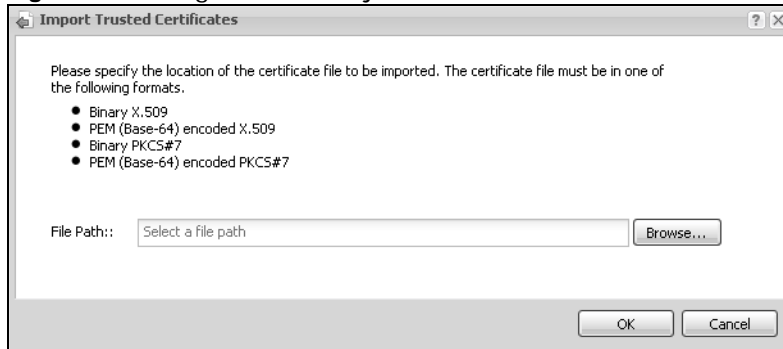 Import Trusted Certificates
? X
Please specify the location of the certificate file to be imported. The certificate file must be in one of
the following formats.
● Binary X.509
● PEM (Base-64) encoded X.509
● Binary PKCS#7
● PEM (Base-64) encoded PKCS#7
File Path:: Select a file path Browse...
OK Cancel